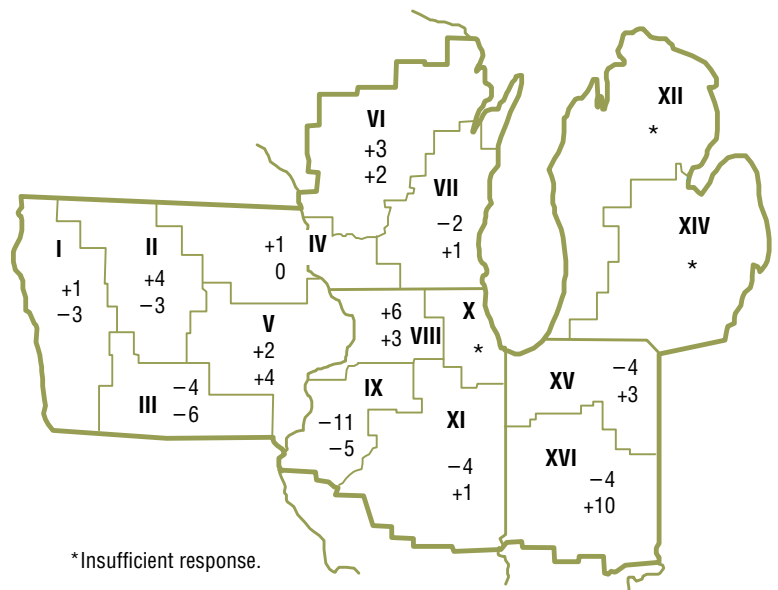 XII
*
VI
+3
+2
VII
−2
+1
XIV
*
I
+1
−3
II
+4
−3
+1
0
IV
V
+2
+4
+6
+3
VIII
X
*
III
−4
−6
IX
−11
−5
XI
−4
+1
XV
−4
+3
XVI
−4
+10
*Insufficient response.